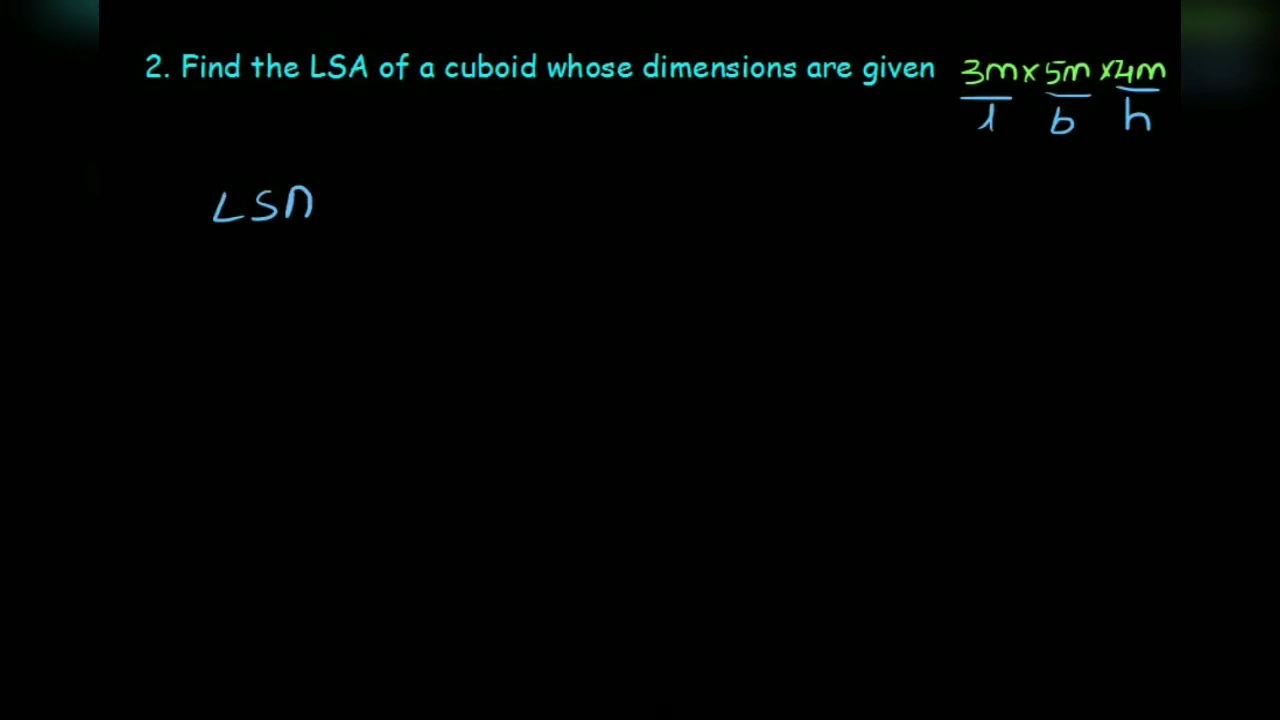 2. Find the LSA of a cuboid whose dimensions are given 3m x 5m x 4m
l b h
LSA